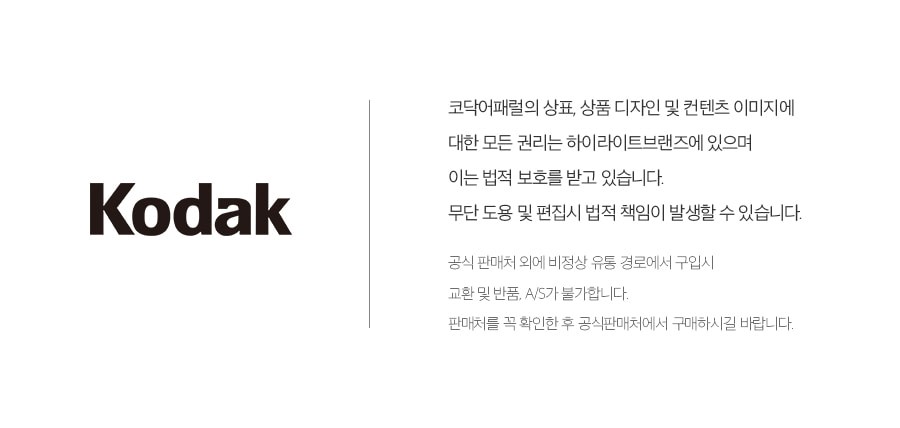 Kodak
코닥어패럴의 상표, 상품 디자인 및 컨텐츠 이미지에
대한 모든 권리는 하이라이트브랜즈에 있으며
이는 법적 보호를 받고 있습니다.
무단 도용 및 편집시 법적 책임이 발생할 수 있습니다.
공식 판매처 외에 비정상 유통 경로에서 구입시
교환 및 반품, A/S가 불가합니다.
판매처를 꼭 확인한 후 공식판매처에서 구매하시길 바랍니다.